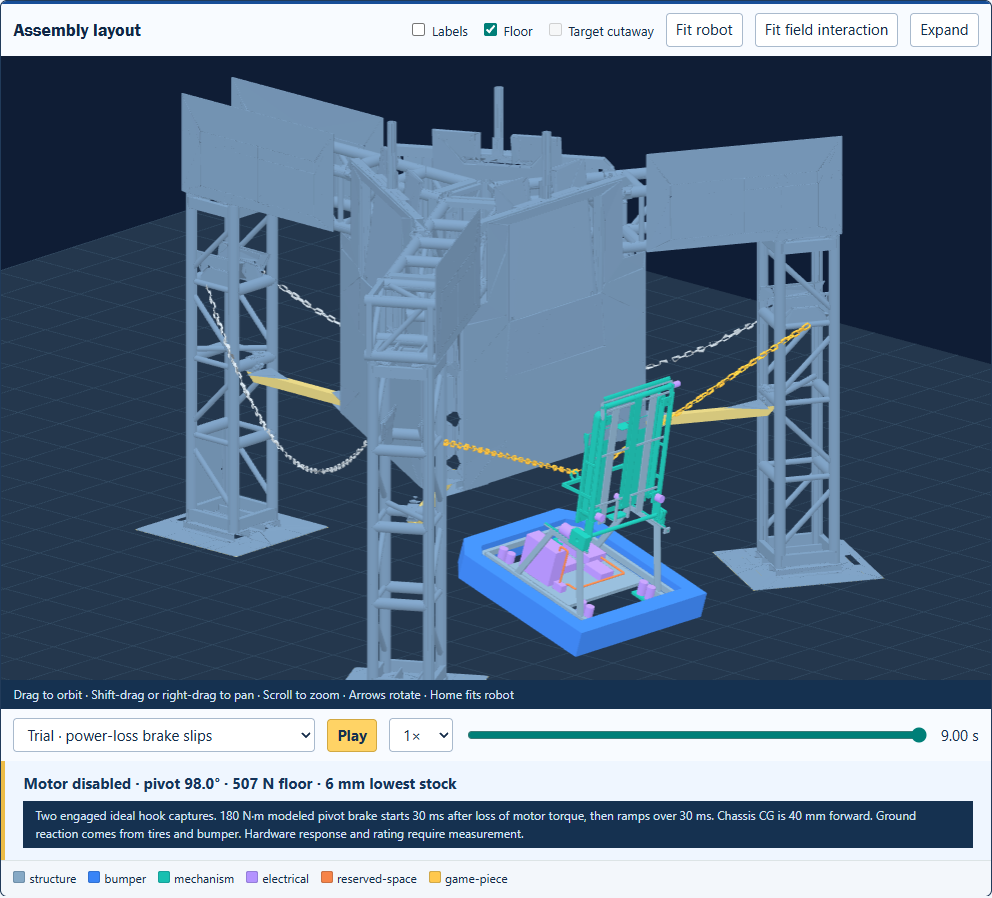 Assembly layout
Labels
Floor
Target cutaway
Fit robot
Fit field interaction
Expand
Drag to orbit · Shift-drag or right-drag to pan · Scroll to zoom · Arrows rotate · Home fits robot
Trial · power-loss brake slips
Play
1×
9.00 s
Motor disabled · pivot 98.0° · 507 N floor · 6 mm lowest stock
Two engaged ideal hook captures. 180 N·m modeled pivot brake starts 30 ms after loss of motor torque, then ramps over 30 ms. Chassis CG is 40 mm forward. Ground
reaction comes from tires and bumper. Hardware response and rating require measurement.
structure
bumper
mechanism
electrical
reserved-space
game-piece